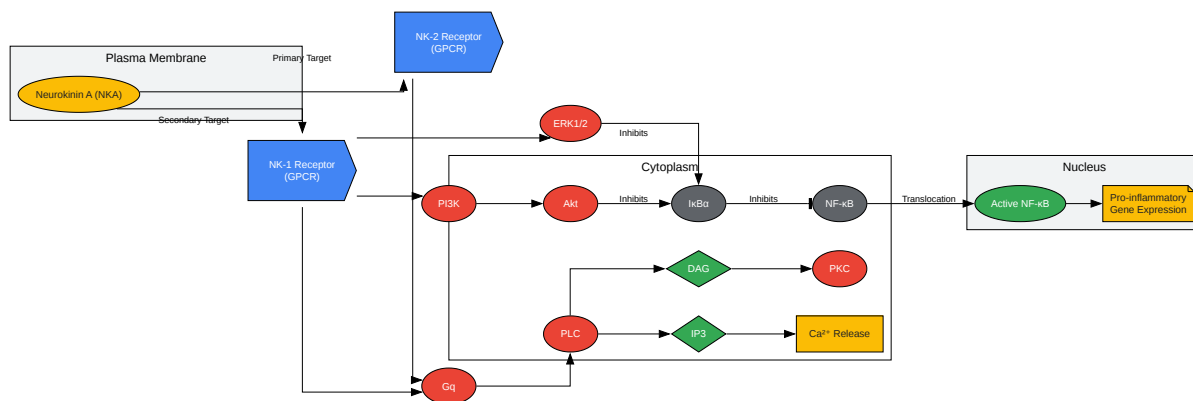 NK-2 Receptor
(GPCR)
Plasma Membrane
Primary Target
Neurokinin A (NKA)
Secondary Target
ERK1/2
Inhibits
NK-1 Receptor
(GPCR)
Cytoplasm
Nucleus
PI3K
Akt
Inhibits
IκBα
Inhibits
NF-κB
Translocation
Active NF-κB
Pro-inflammatory
Gene Expression
DAG
PKC
PLC
IP3
Ca²⁺ Release
Gq